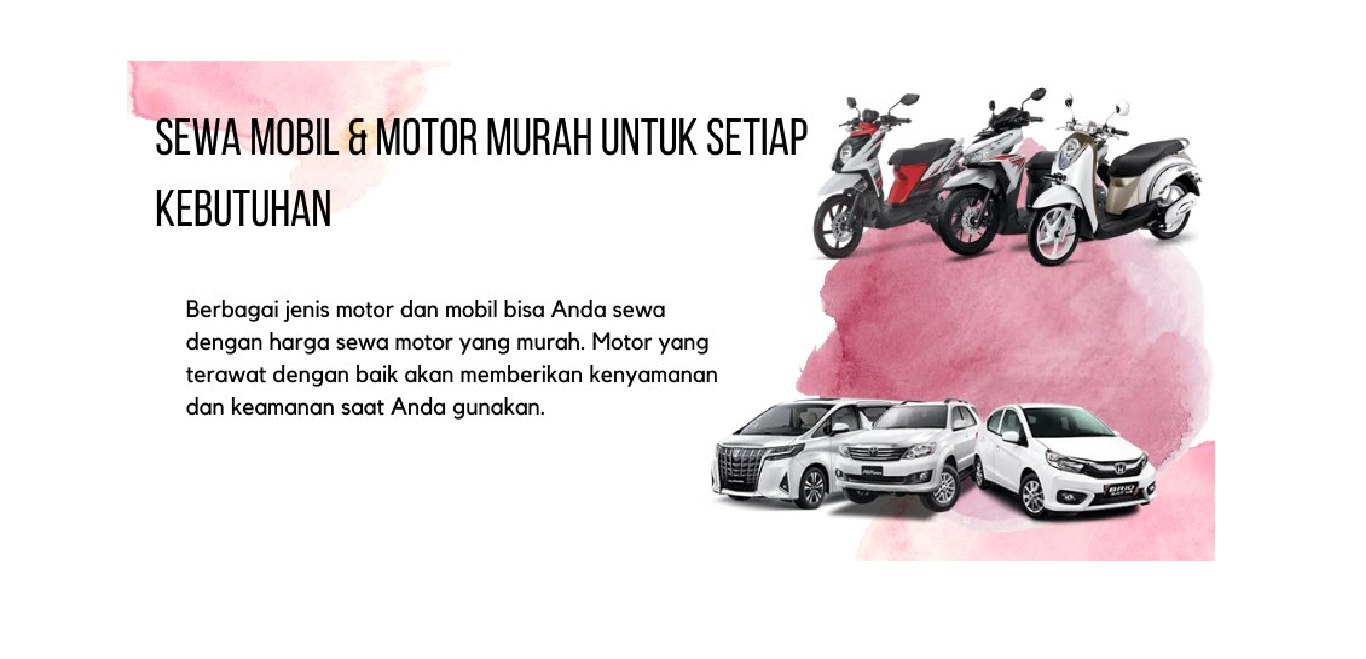 SEWA MOBIL & MOTOR MURAH UNTUK SETIAP
KEBUTUHAN
Berbagai jenis motor dan mobil bisa Anda sewa
dengan harga sewa motor yang murah. Motor yang
terawat dengan baik akan memberikan kenyamanan
dan keamanan saat Anda gunakan.
BRIO